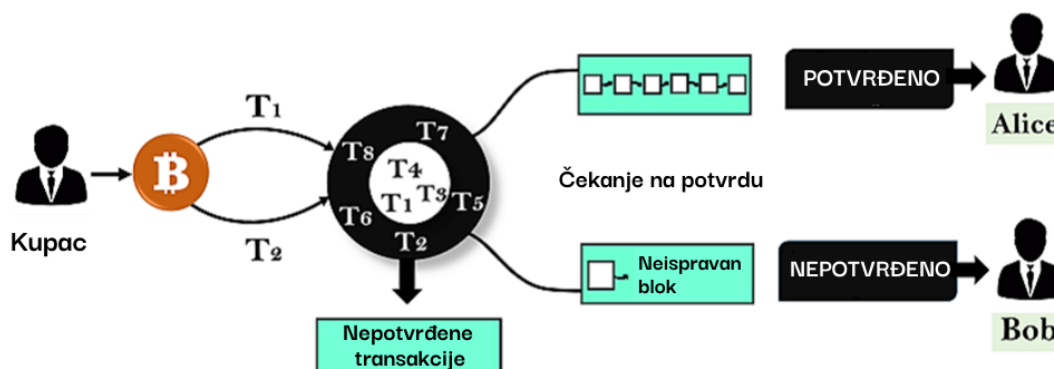 Kupac
₿
T1
T2
T7
T8
T4
T1
T3
T5
T6
T2
Nepotvrđene
transakcije
Čekanje na potvrdu
POTVRĐENO
Alice
Neispravan
blok
NEPOTVRĐENO
Bob